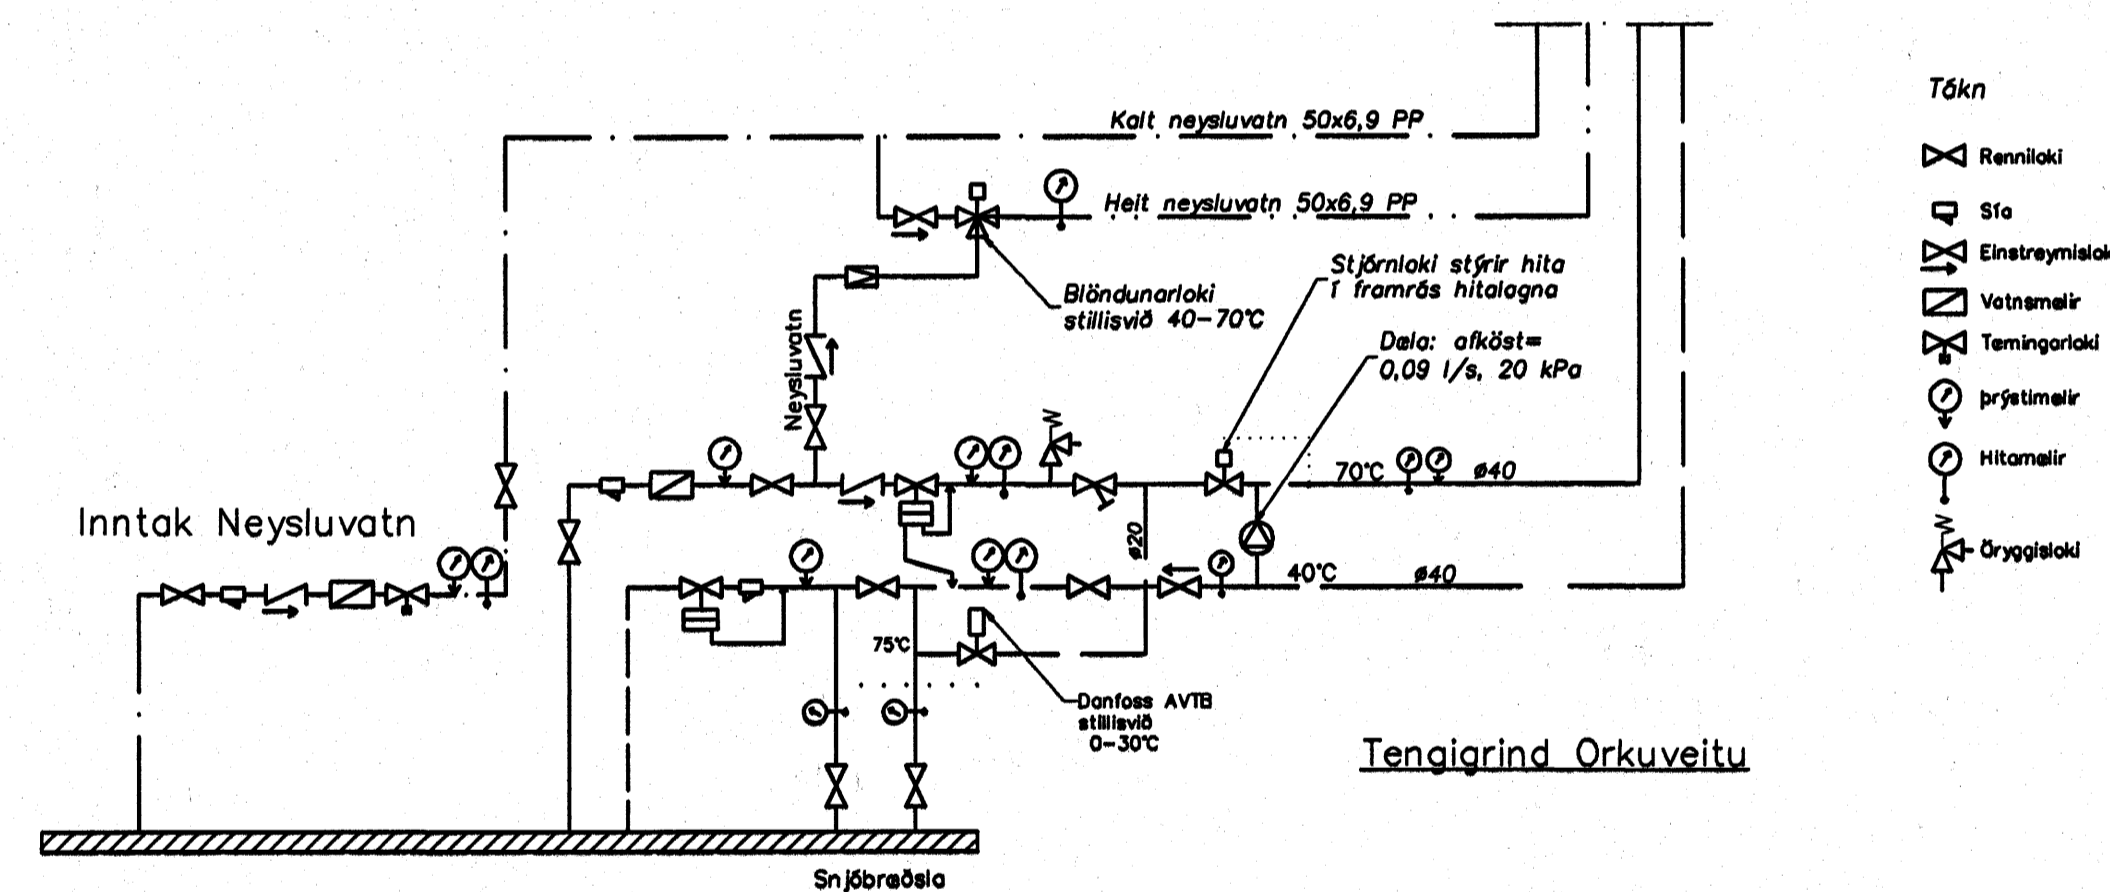 Kalt neysluvatn 50x6,9 PP
Heit neysluvatn 50x6,9 PP
Blöndunarloki
stillisvið 40-70°C
Stjórnloki stýrir hita
í framrás hitalagna
Dæla: afköst=
0,09 l/s, 20 kPa
Neysluvatn
70°C
ø40
ø20
40°C
ø40
75°C
Inntak Neysluvatn
Danfoss AVTB
stillisvið
0-30°C
Tengigrind Orkuveitu
Snjóbræðsla
Tákn
Renniloki
Sía
Einstreymislok
Vatnsmælir
Temingarloki
Þrýstimælir
Hitamælir
Öryggisloki